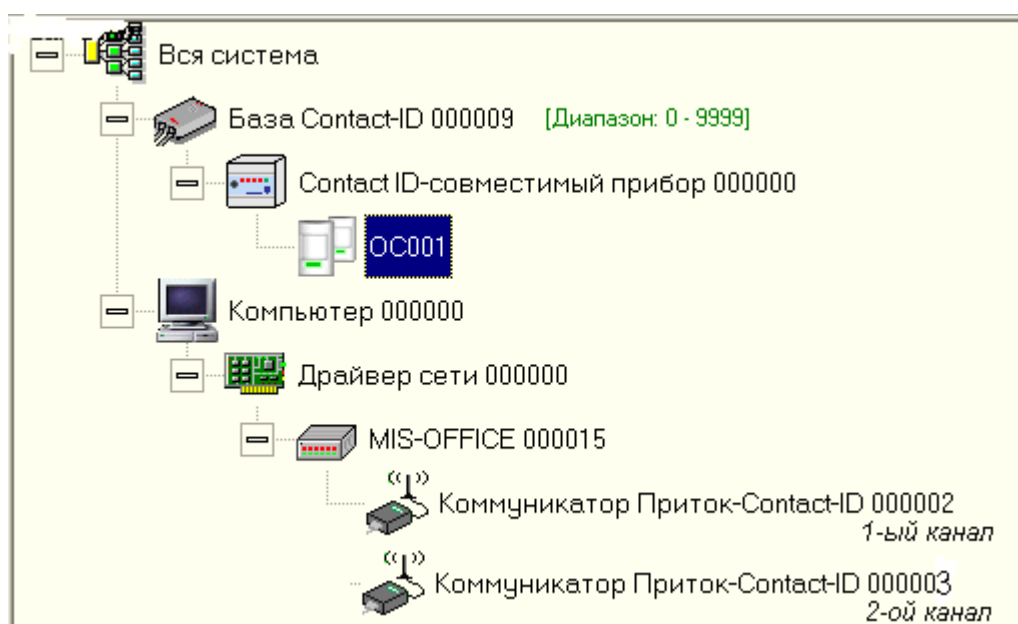 Вся система
База Contact-ID 000009 [Диапазон: 0 - 9999]
Contact ID-совместимый прибор 000000
ОС001
Компьютер 000000
Драйвер сети 000000
MIS-OFFICE 000015
Коммуникатор Приток-Contact-ID 000002
1-ый канал
Коммуникатор Приток-Contact-ID 000003
2-ой канал